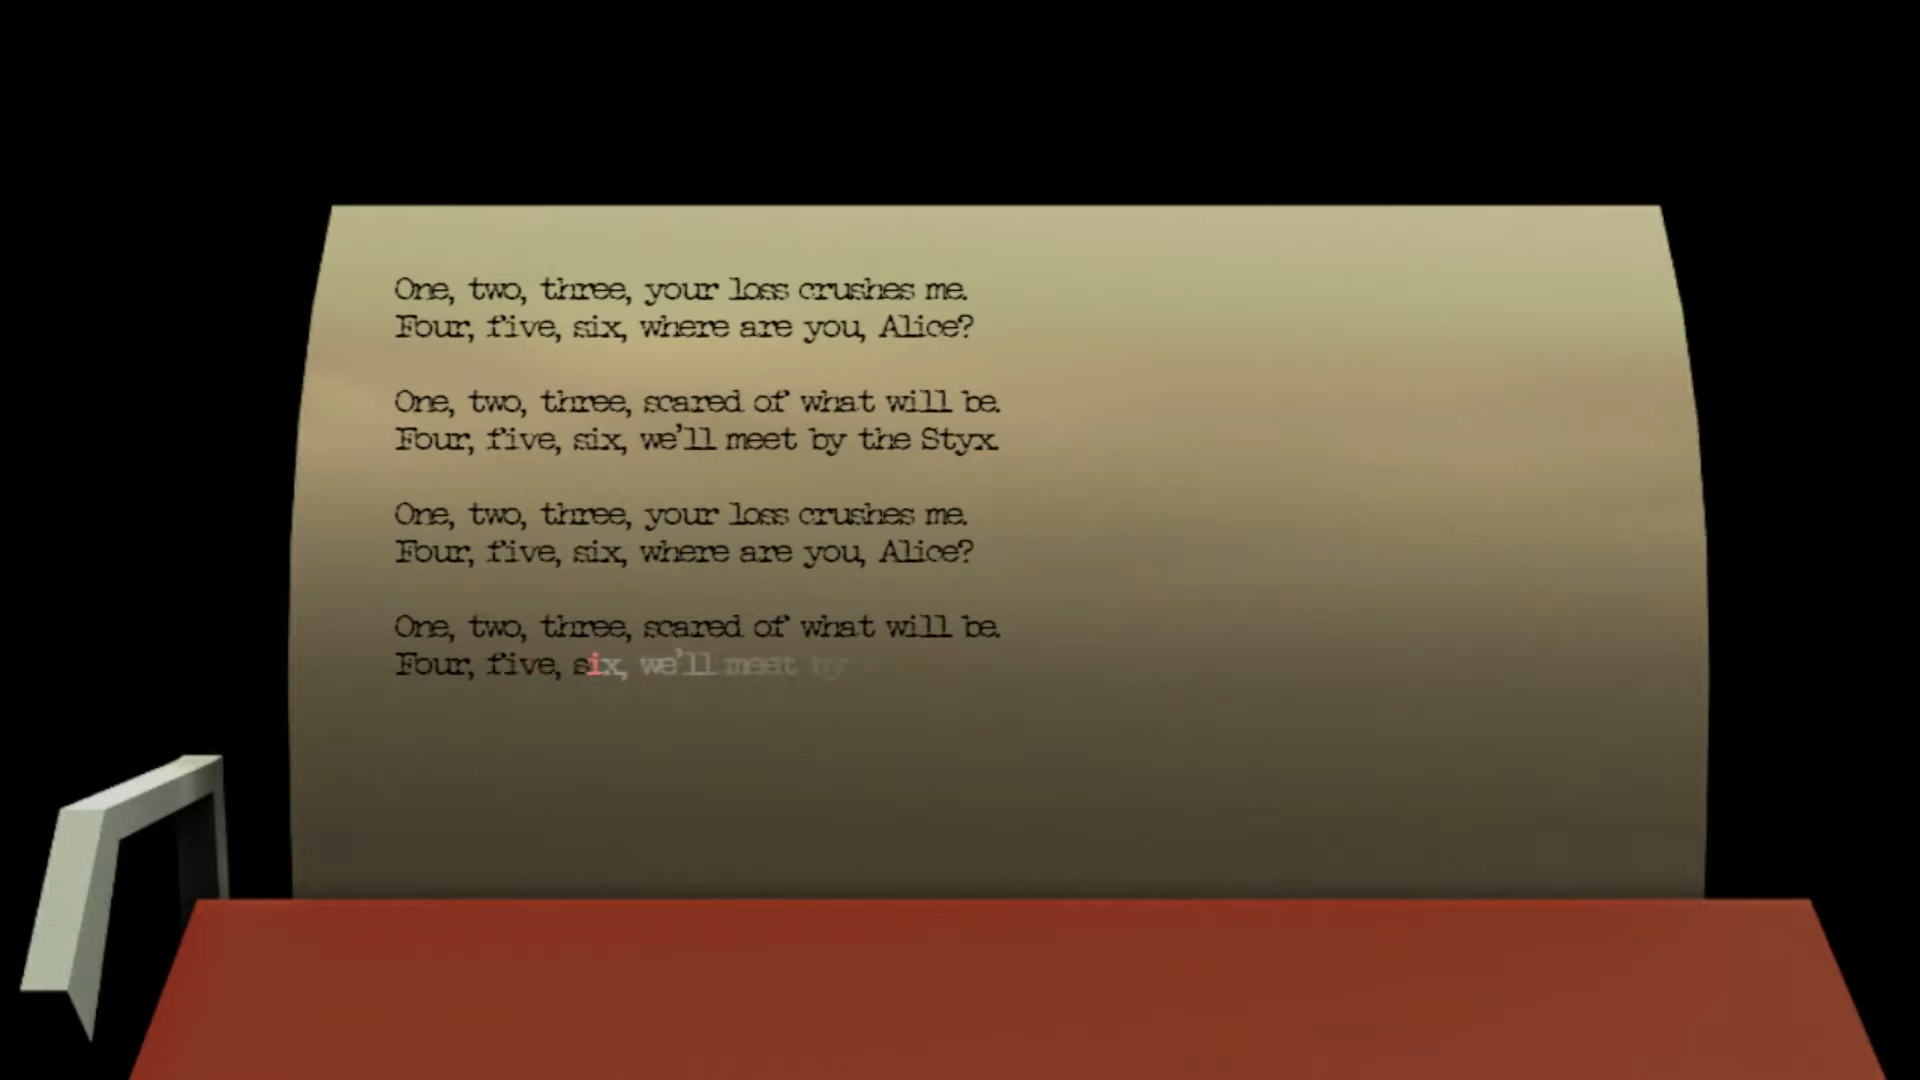 One, two, three, your loss crushes me.
Four, five, six, where are you, Alice?
One, two, three, scared of what will be.
Four, five, six, we'll meet by the Styx.
One, two, three, your loss crushes me.
Four, five, six, where are you, Alice?
One, two, three, scared of what will be.
Four, five, six, we'll meet by